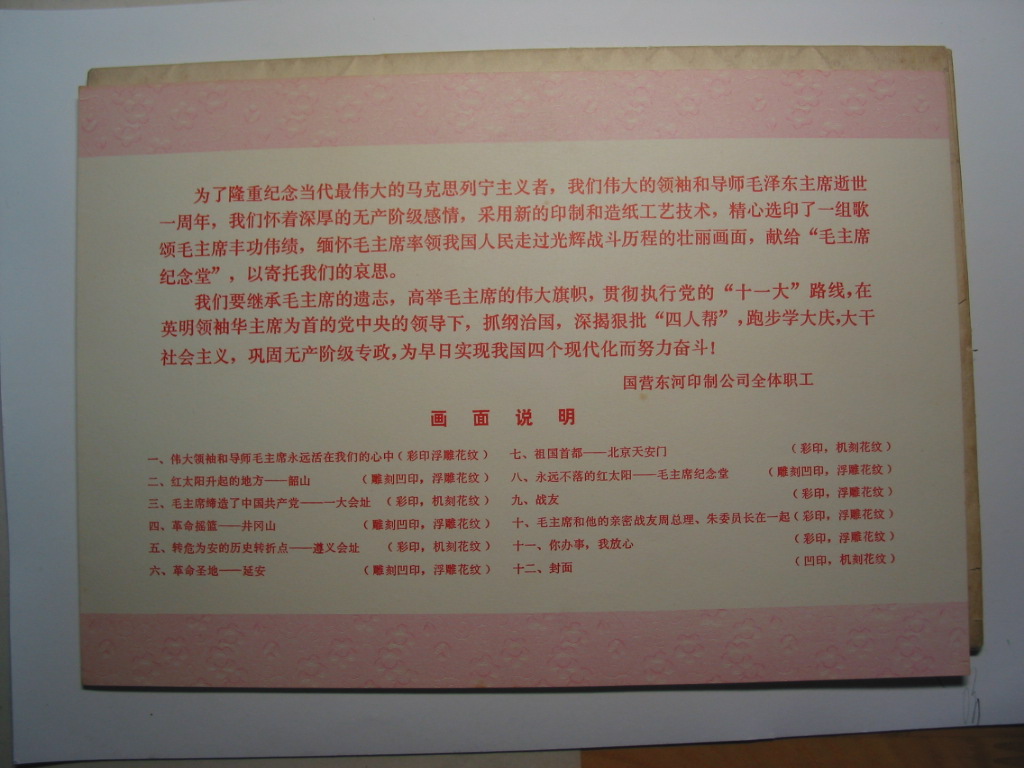 为了隆重纪念当代最伟大的马克思列宁主义者，我们伟大的领袖和导师毛泽东主席逝世
一周年，我们怀着深厚的无产阶级感情，采用新的印制和造纸工艺技术，精心选印了一组歌
颂毛主席丰功伟绩，缅怀毛主席率领我国人民走过光辉战斗历程的壮丽画面，献给“毛主席
纪念堂”，以寄托我们的哀思。
我们要继承毛主席的遗志，高举毛主席的伟大旗帜，贯彻执行党的“十一大”路线，在
英明领袖华主席为首的党中央的领导下，抓纲治国，深揭狠批“四人帮”，跑步学大庆，大干
社会主义，巩固无产阶级专政，为早日实现我国四个现代化而努力奋斗！
国营东河印制公司全体职工
画面说明
一、伟大领袖和导师毛主席永远活在我们的心中（彩印浮雕花纹）
二、红太阳升起的地方——韶山（雕刻凹印，浮雕花纹）
三、毛主席缔造了中国共产党——一大会址（彩印，机刻花纹）
四、革命摇篮——井冈山（雕刻凹印，浮雕花纹）
五、转危为安的历史转折点——遵义会址（彩印，机刻花纹）
六、革命圣地——延安（雕刻凹印，浮雕花纹）
七、祖国首都——北京天安门（彩印，机刻花纹）
八、永远不落的红太阳——毛主席纪念堂（雕刻凹印，浮雕花纹）
九、战友（彩印，浮雕花纹）
十、毛主席和他的亲密战友周总理、朱委员长在一起（彩印，浮雕花纹）
十一、你办事，我放心（彩印，浮雕花纹）
十二、封面（凹印，机刻花纹）